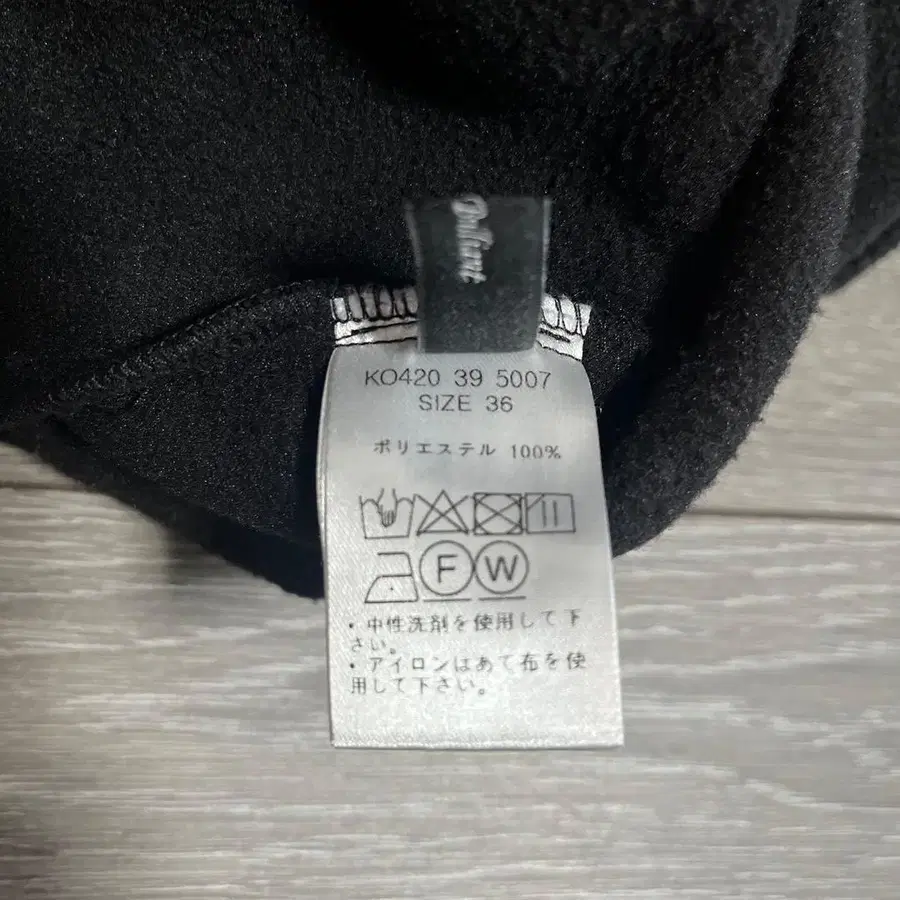 KO420 39 5007
SIZE 36
ポリエステル 100%
F W
・中性洗剤を使用して下
さい。
・アイロンはあて布を使
用して下さい。